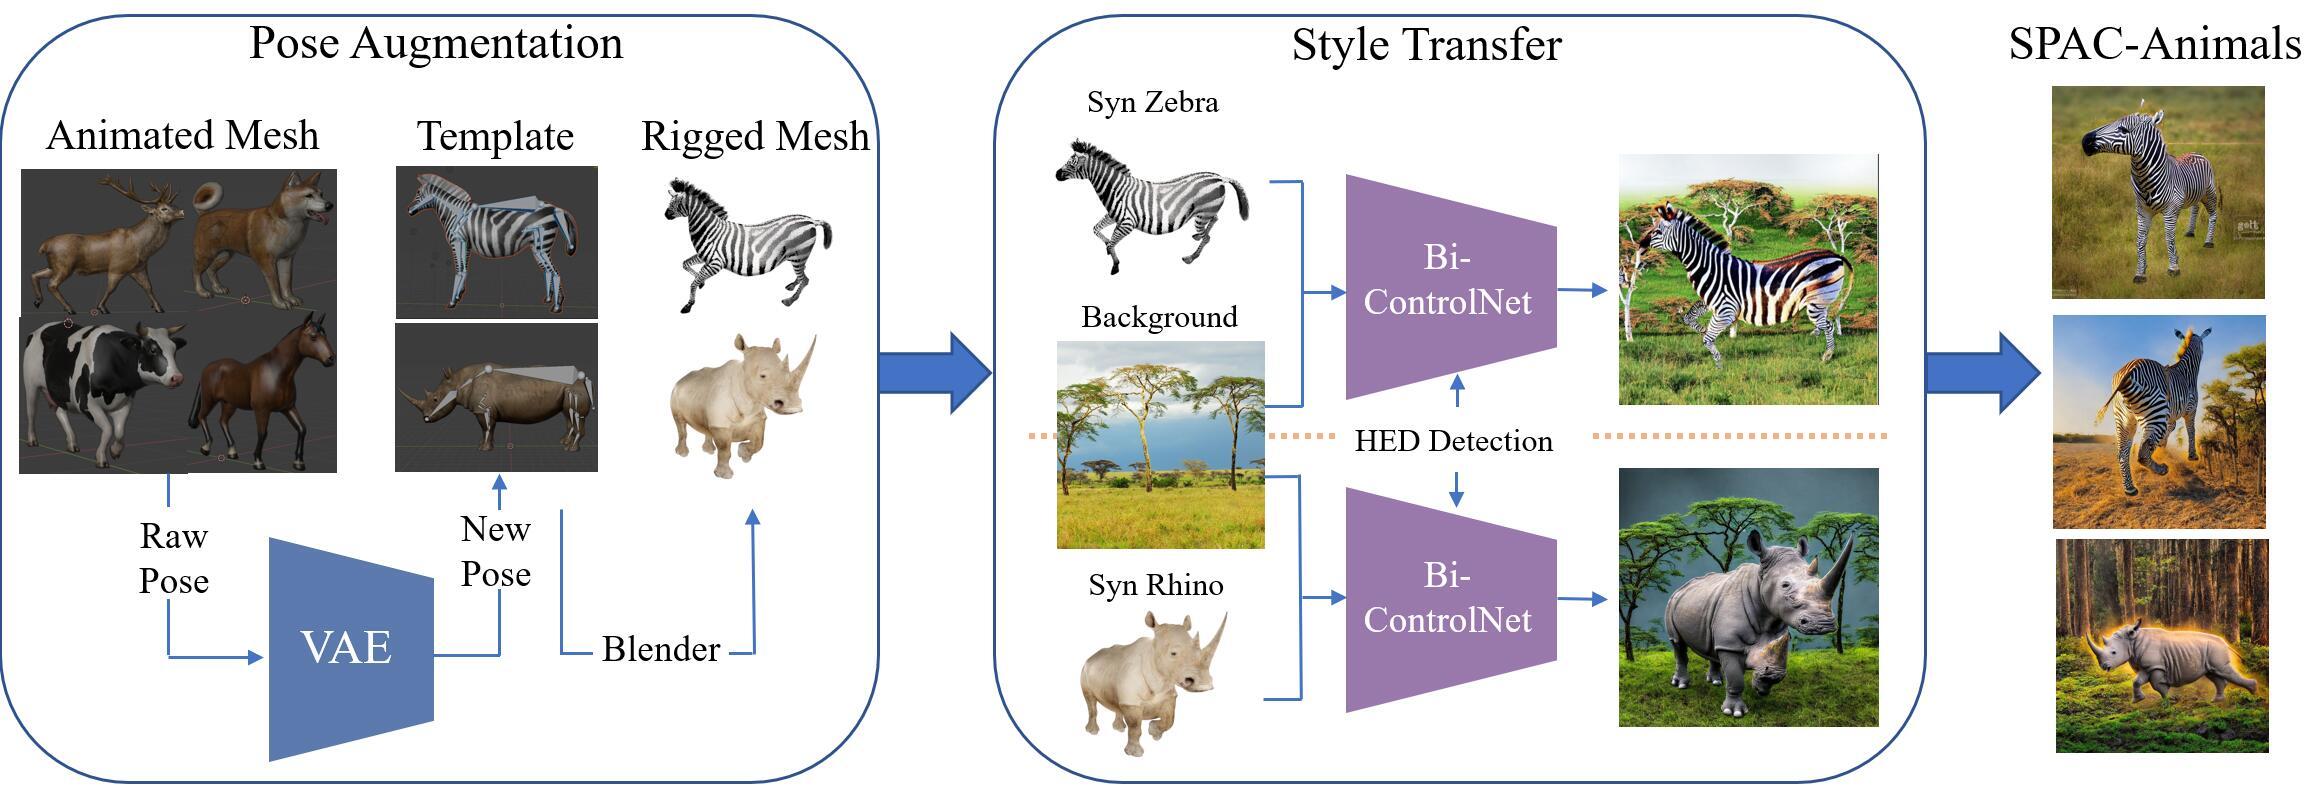 Pose Augmentation
Animated Mesh
Template
Rigged Mesh
Raw
Pose
VAE
New
Pose
Blender
Style Transfer
Syn Zebra
Background
Syn Rhino
Bi-
ControlNet
HED Detection
Bi-
ControlNet
SPAC-Animals